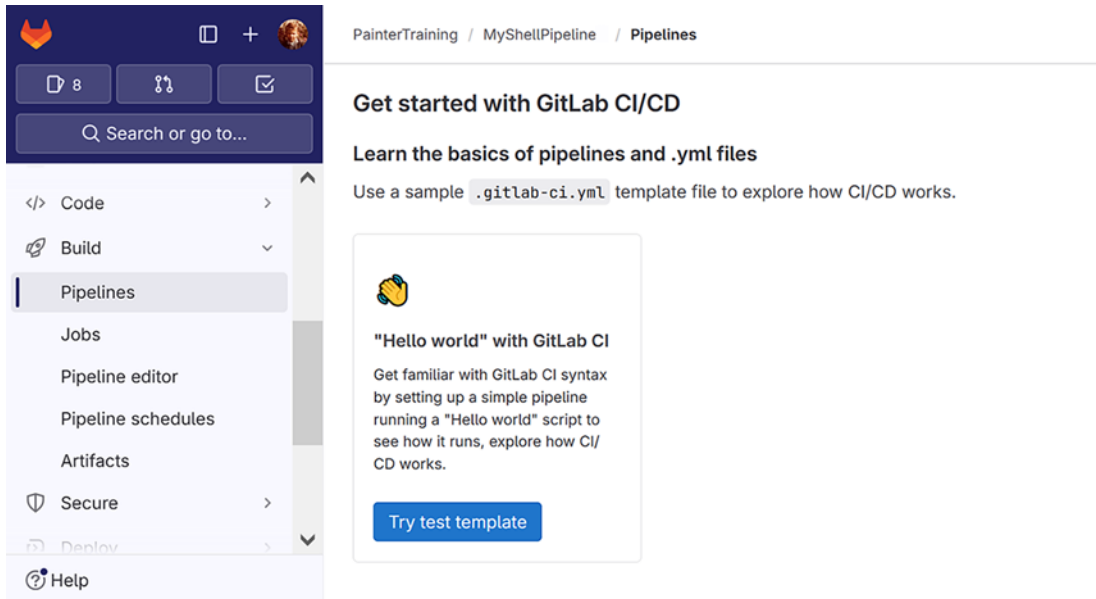 8
Search or go to...
Code
Build
Pipelines
Jobs
Pipeline editor
Pipeline schedules
Artifacts
Secure
Deploy
Help
PainterTraining / MyShellPipeline / Pipelines
Get started with GitLab CI/CD
Learn the basics of pipelines and .yml files
Use a sample .gitlab-ci.yml template file to explore how CI/CD works.
"Hello world" with GitLab CI
Get familiar with GitLab CI syntax
by setting up a simple pipeline
running a "Hello world" script to
see how it runs, explore how CI/
CD works.
Try test template